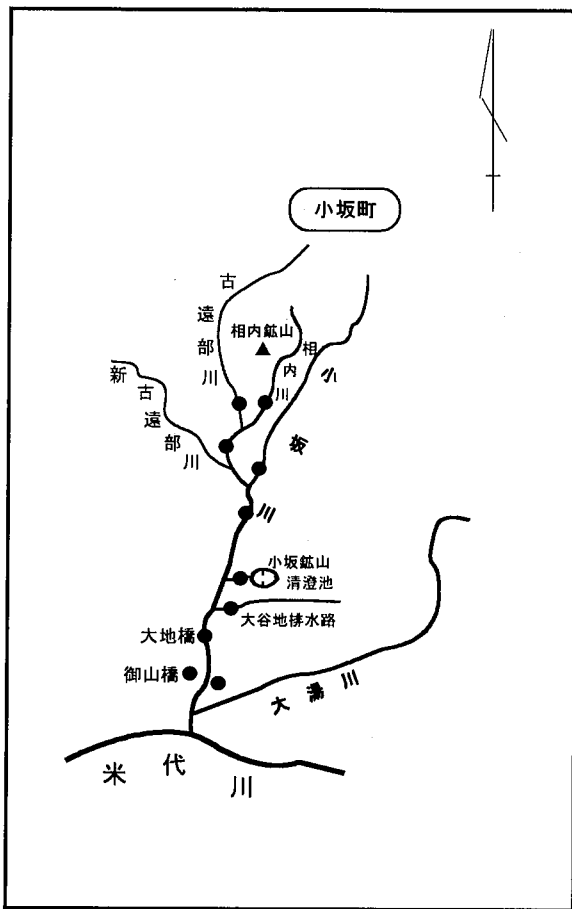 小坂町
古遠部川
相内鉱山
相内川
小坂川
新古遠部川
小坂鉱山
清澄池
大谷地排水路
大地橋
御山橋
大湯川
米代川